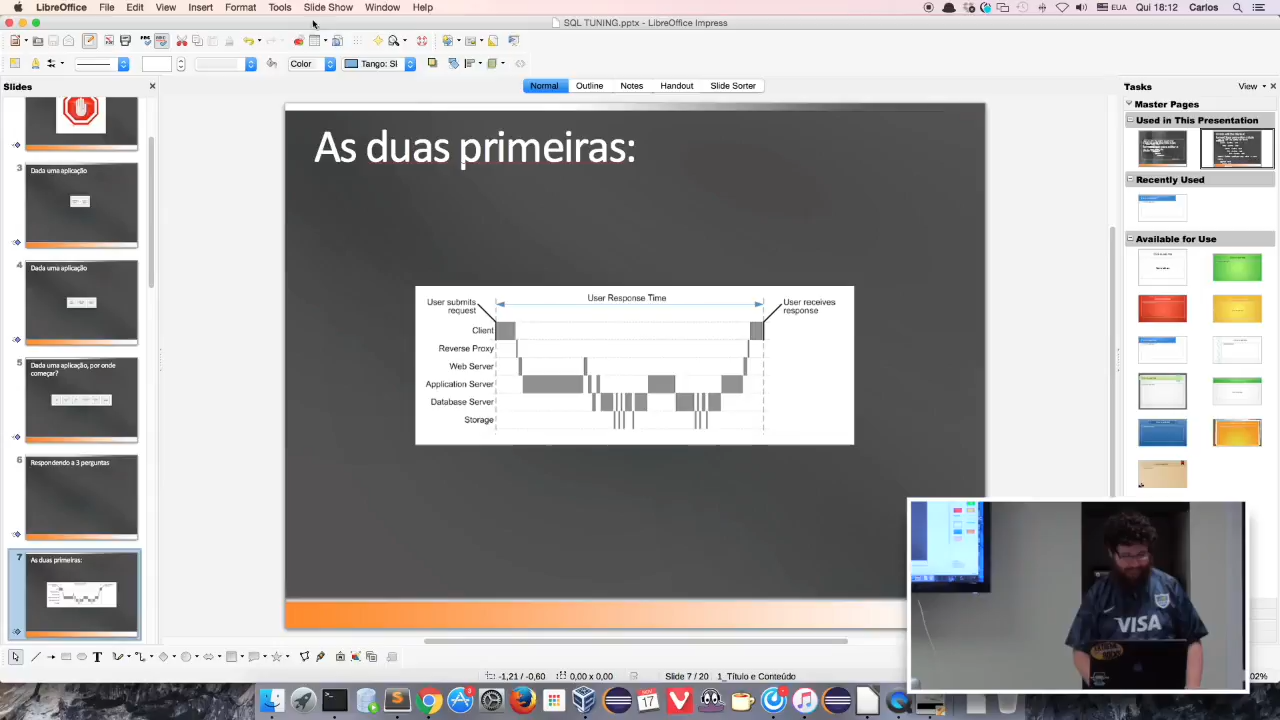 LibreOffice File Edit View Insert Format Tools Slide Show Window Help
EUA Qui 18:12 Carlos
SQL TUNING.pptx - LibreOffice Impress
Color
Tango: Sl
Slides
Normal Outline Notes Handout Slide Sorter
Tasks
View
Master Pages
Used in This Presentation
Recently Used
Available for Use
3
Dada uma aplicação
4
Dada uma aplicação
5
Dada uma aplicação, por onde
começar?
6
Respondendo a 3 perguntas
7
As duas primeiras:
As duas primeiras:
User submits
request
User Response Time
User receives
response
Client
Reverse Proxy
Web Server
Application Server
Database Server
Storage
VISA
-1,21 / -0,60
0,00 x 0,00
Slide 7 / 20
1_Título e Conteúdo
02%
NOV
17